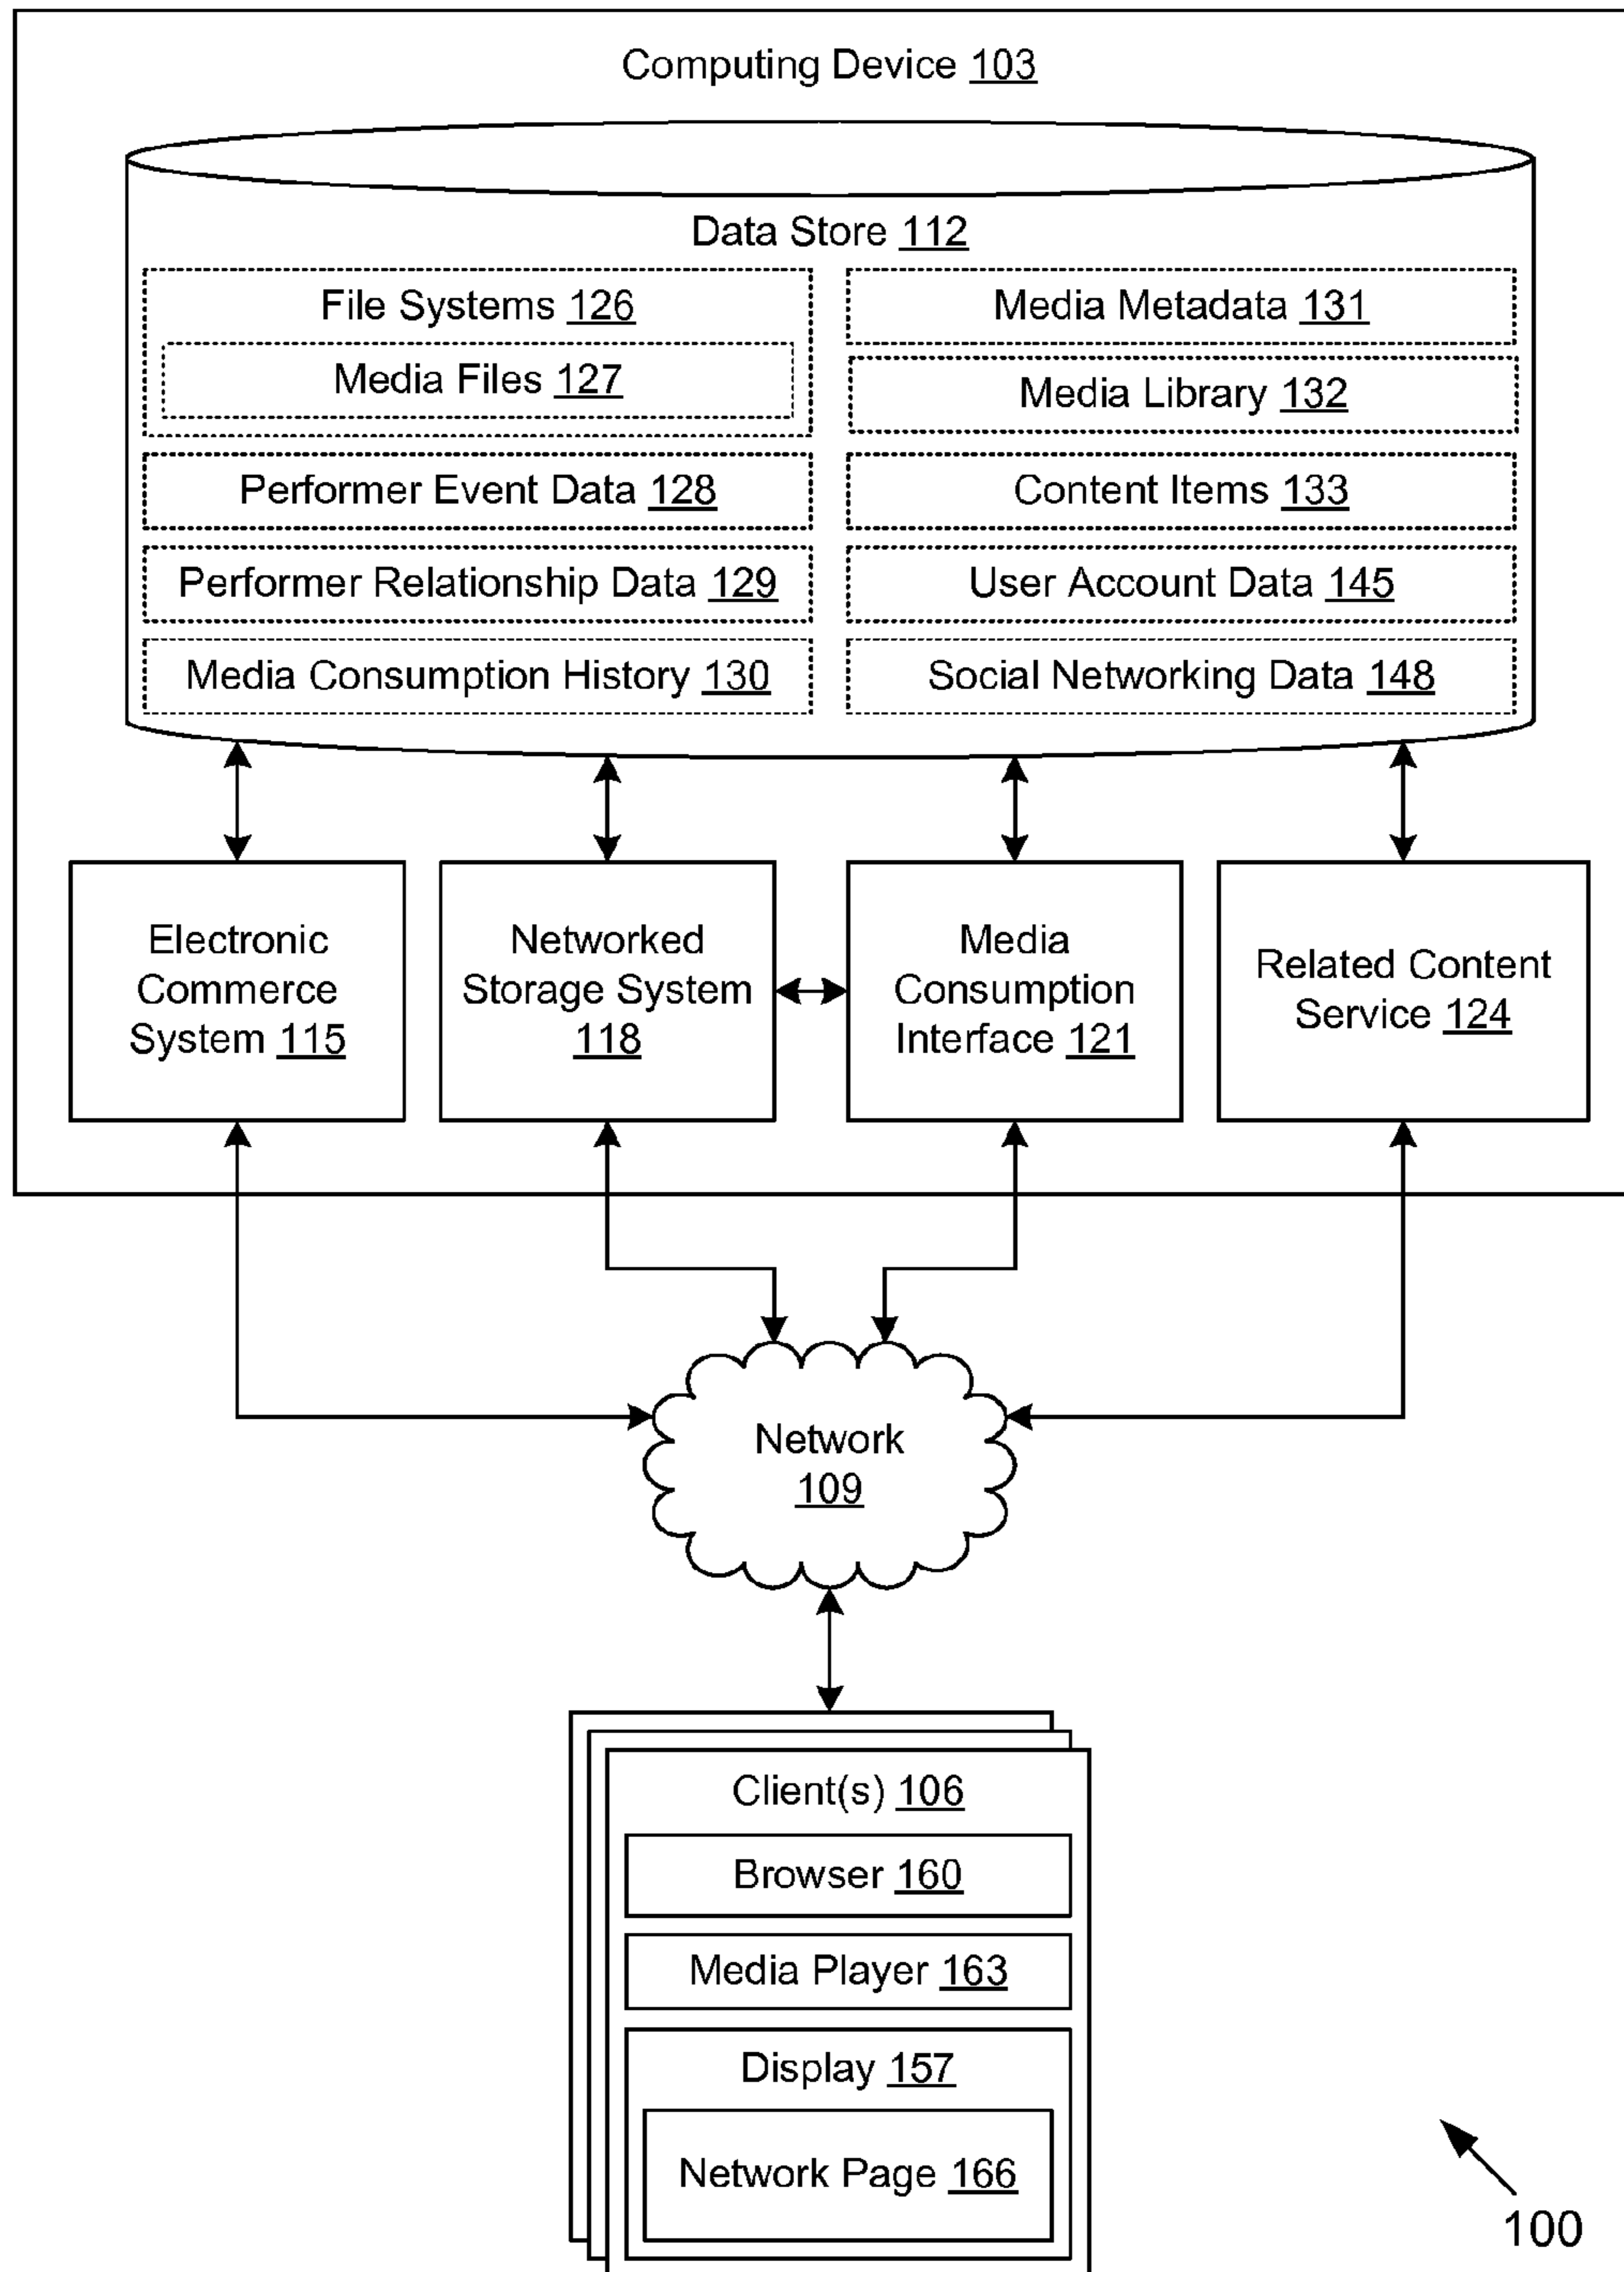 Computing Device 103
Data Store 112
File Systems 126
Media Files 127
Performer Event Data 128
Performer Relationship Data 129
Media Consumption History 130
Media Metadata 131
Media Library 132
Content Items 133
User Account Data 145
Social Networking Data 148
Electronic
Commerce
System 115
Networked
Storage System
118
Media
Consumption
Interface 121
Related Content
Service 124
Network
109
Client(s) 106
Browser 160
Media Player 163
Display 157
Network Page 166
100